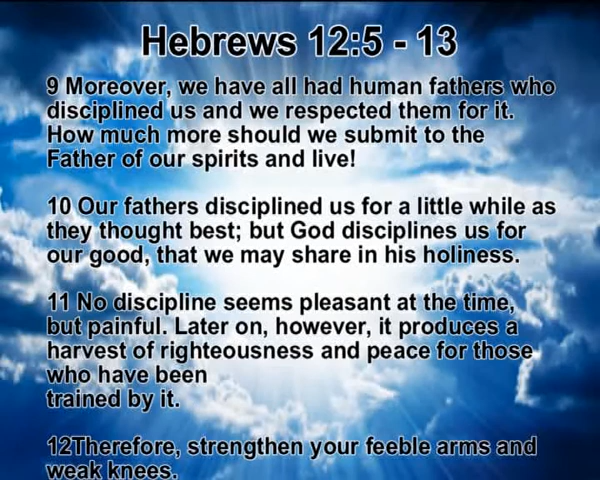 Hebrews 12:5 - 13
9 Moreover, we have all had human fathers who
disciplined us and we respected them for it.
How much more should we submit to the
Father of our spirits and live!
10 Our fathers disciplined us for a little while as
they thought best; but God disciplines us for
our good, that we may share in his holiness.
11 No discipline seems pleasant at the time,
but painful. Later on, however, it produces a
harvest of righteousness and peace for those
who have been
trained by it.
12Therefore, strengthen your feeble arms and
weak knees.